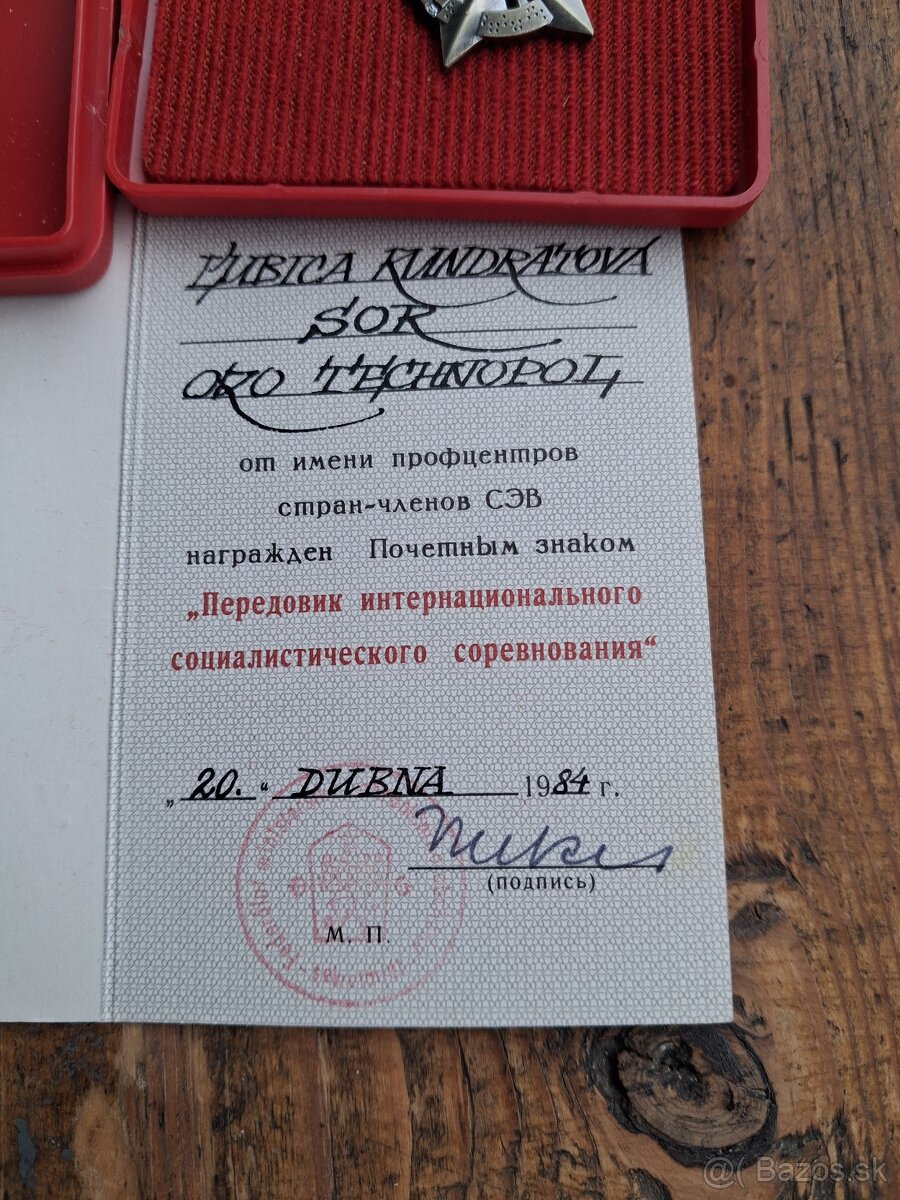 ĽUBICA KUNDRÁTOVÁ
SOR
OZO TECHNOPOL,
от имени профцентров
стран-членов СЭВ
награжден Почетным знаком
„Передовик интернационального
социалистического соревнования“
„20.“ DUBNA 1984 г.
(подпись)
М. П.
@( Bazos.sk